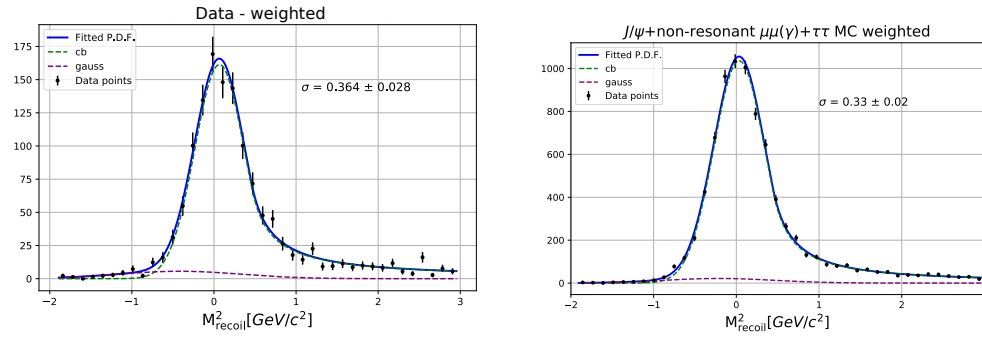 Data - weighted
Fitted P.D.F.
cb
gauss
Data points
σ = 0.364 ± 0.028
175
150
125
100
75
50
25
0
−2 −1 0 1 2 3
M²recoil[GeV/c²]
J/ψ+non-resonant μμ(γ)+ττ MC weighted
Fitted P.D.F.
cb
gauss
Data points
σ = 0.33 ± 0.02
1000
800
600
400
200
0
−2 −1 0 1 2
M²recoil[GeV/c²]